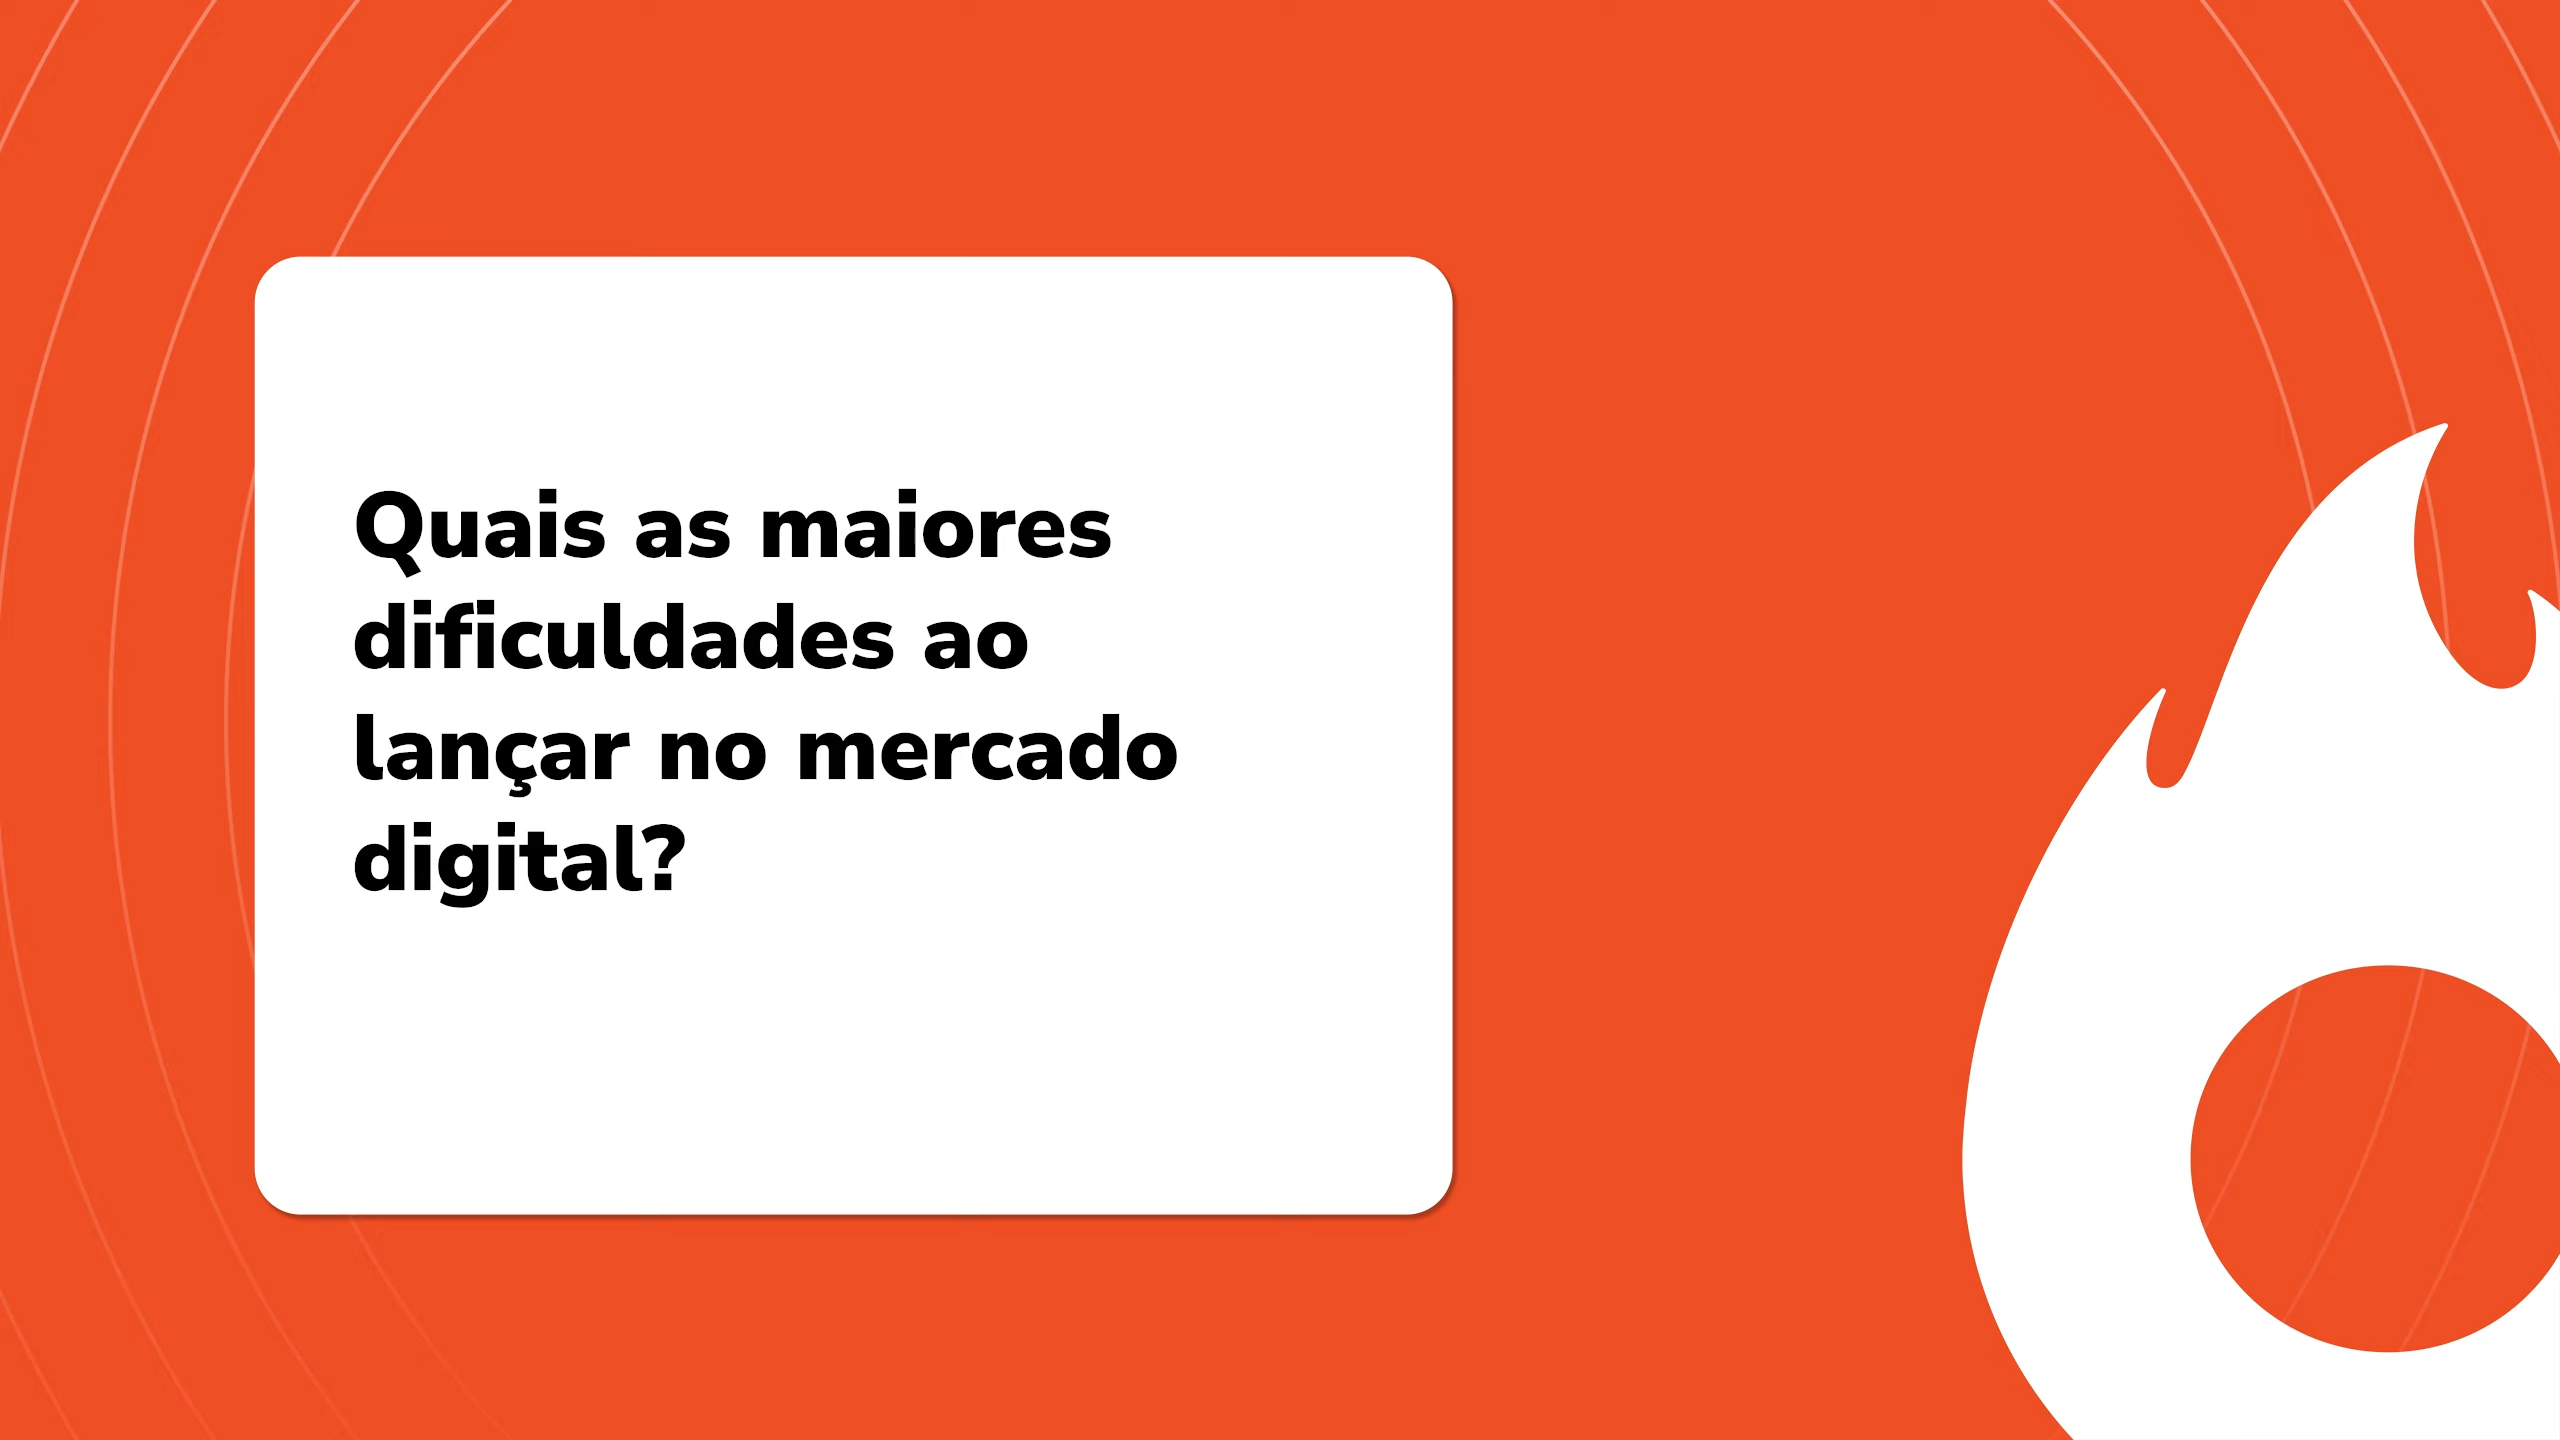 Quais as maiores
dificuldades ao
lançar no mercado
digital?